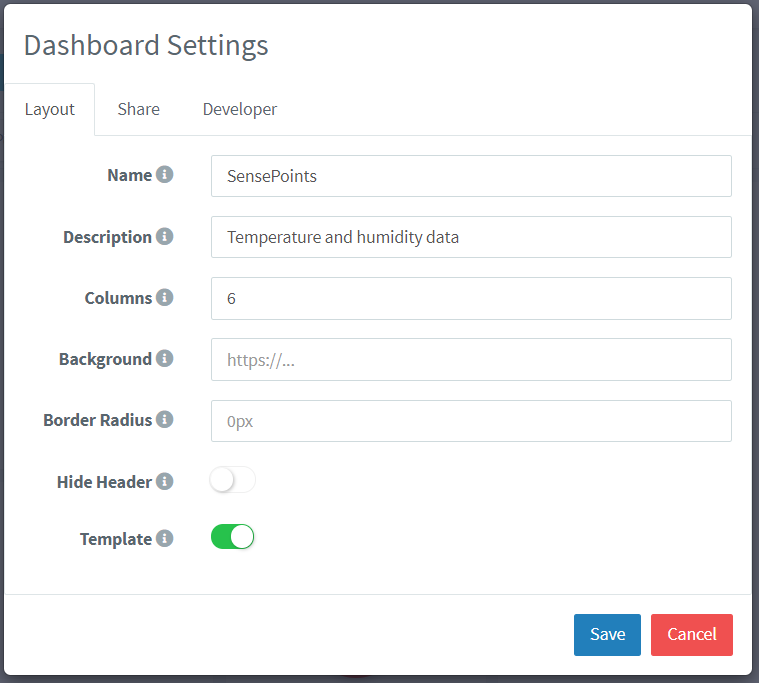 Dashboard Settings
Layout Share Developer
Name SensePoints
Description Temperature and humidity data
Columns 6
Background https://...
Border Radius 0px
Hide Header
Template
Save Cancel